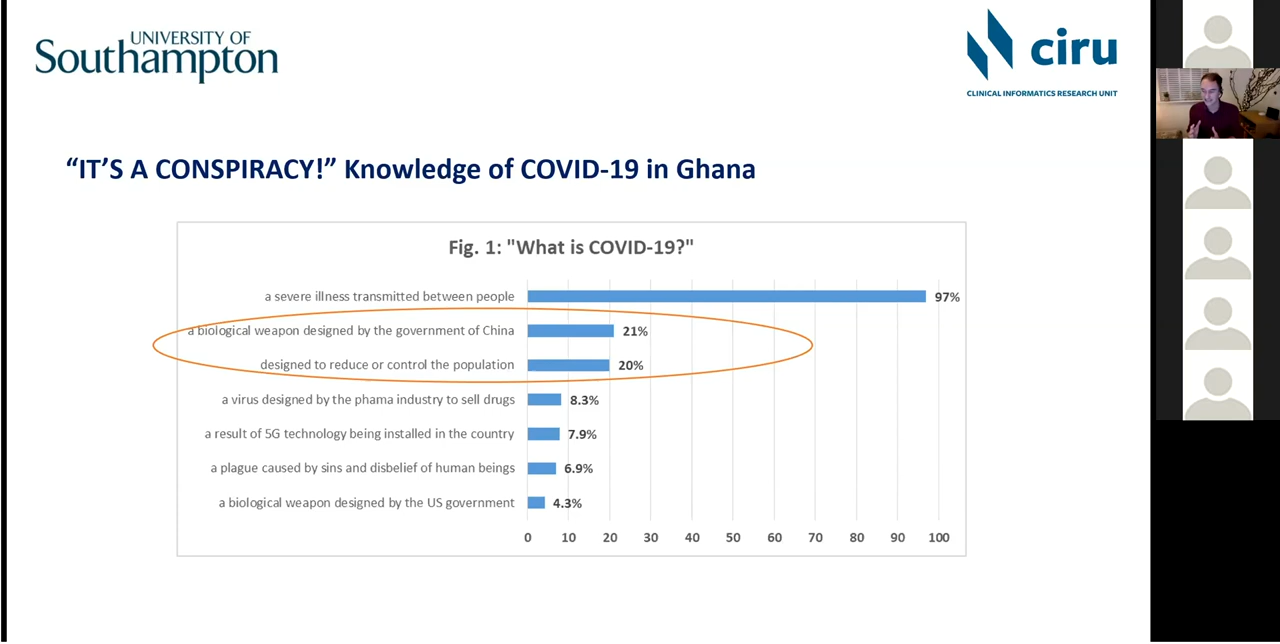 UNIVERSITY OF
Southampton
ciru
CLINICAL INFORMATICS RESEARCH UNIT
“IT’S A CONSPIRACY!” Knowledge of COVID-19 in Ghana
Fig. 1: "What is COVID-19?"
a severe illness transmitted between people 97%
a biological weapon designed by the government of China 21%
designed to reduce or control the population 20%
a virus designed by the phama industry to sell drugs 8.3%
a result of 5G technology being installed in the country 7.9%
a plague caused by sins and disbelief of human beings 6.9%
a biological weapon designed by the US government 4.3%
0 10 20 30 40 50 60 70 80 90 100